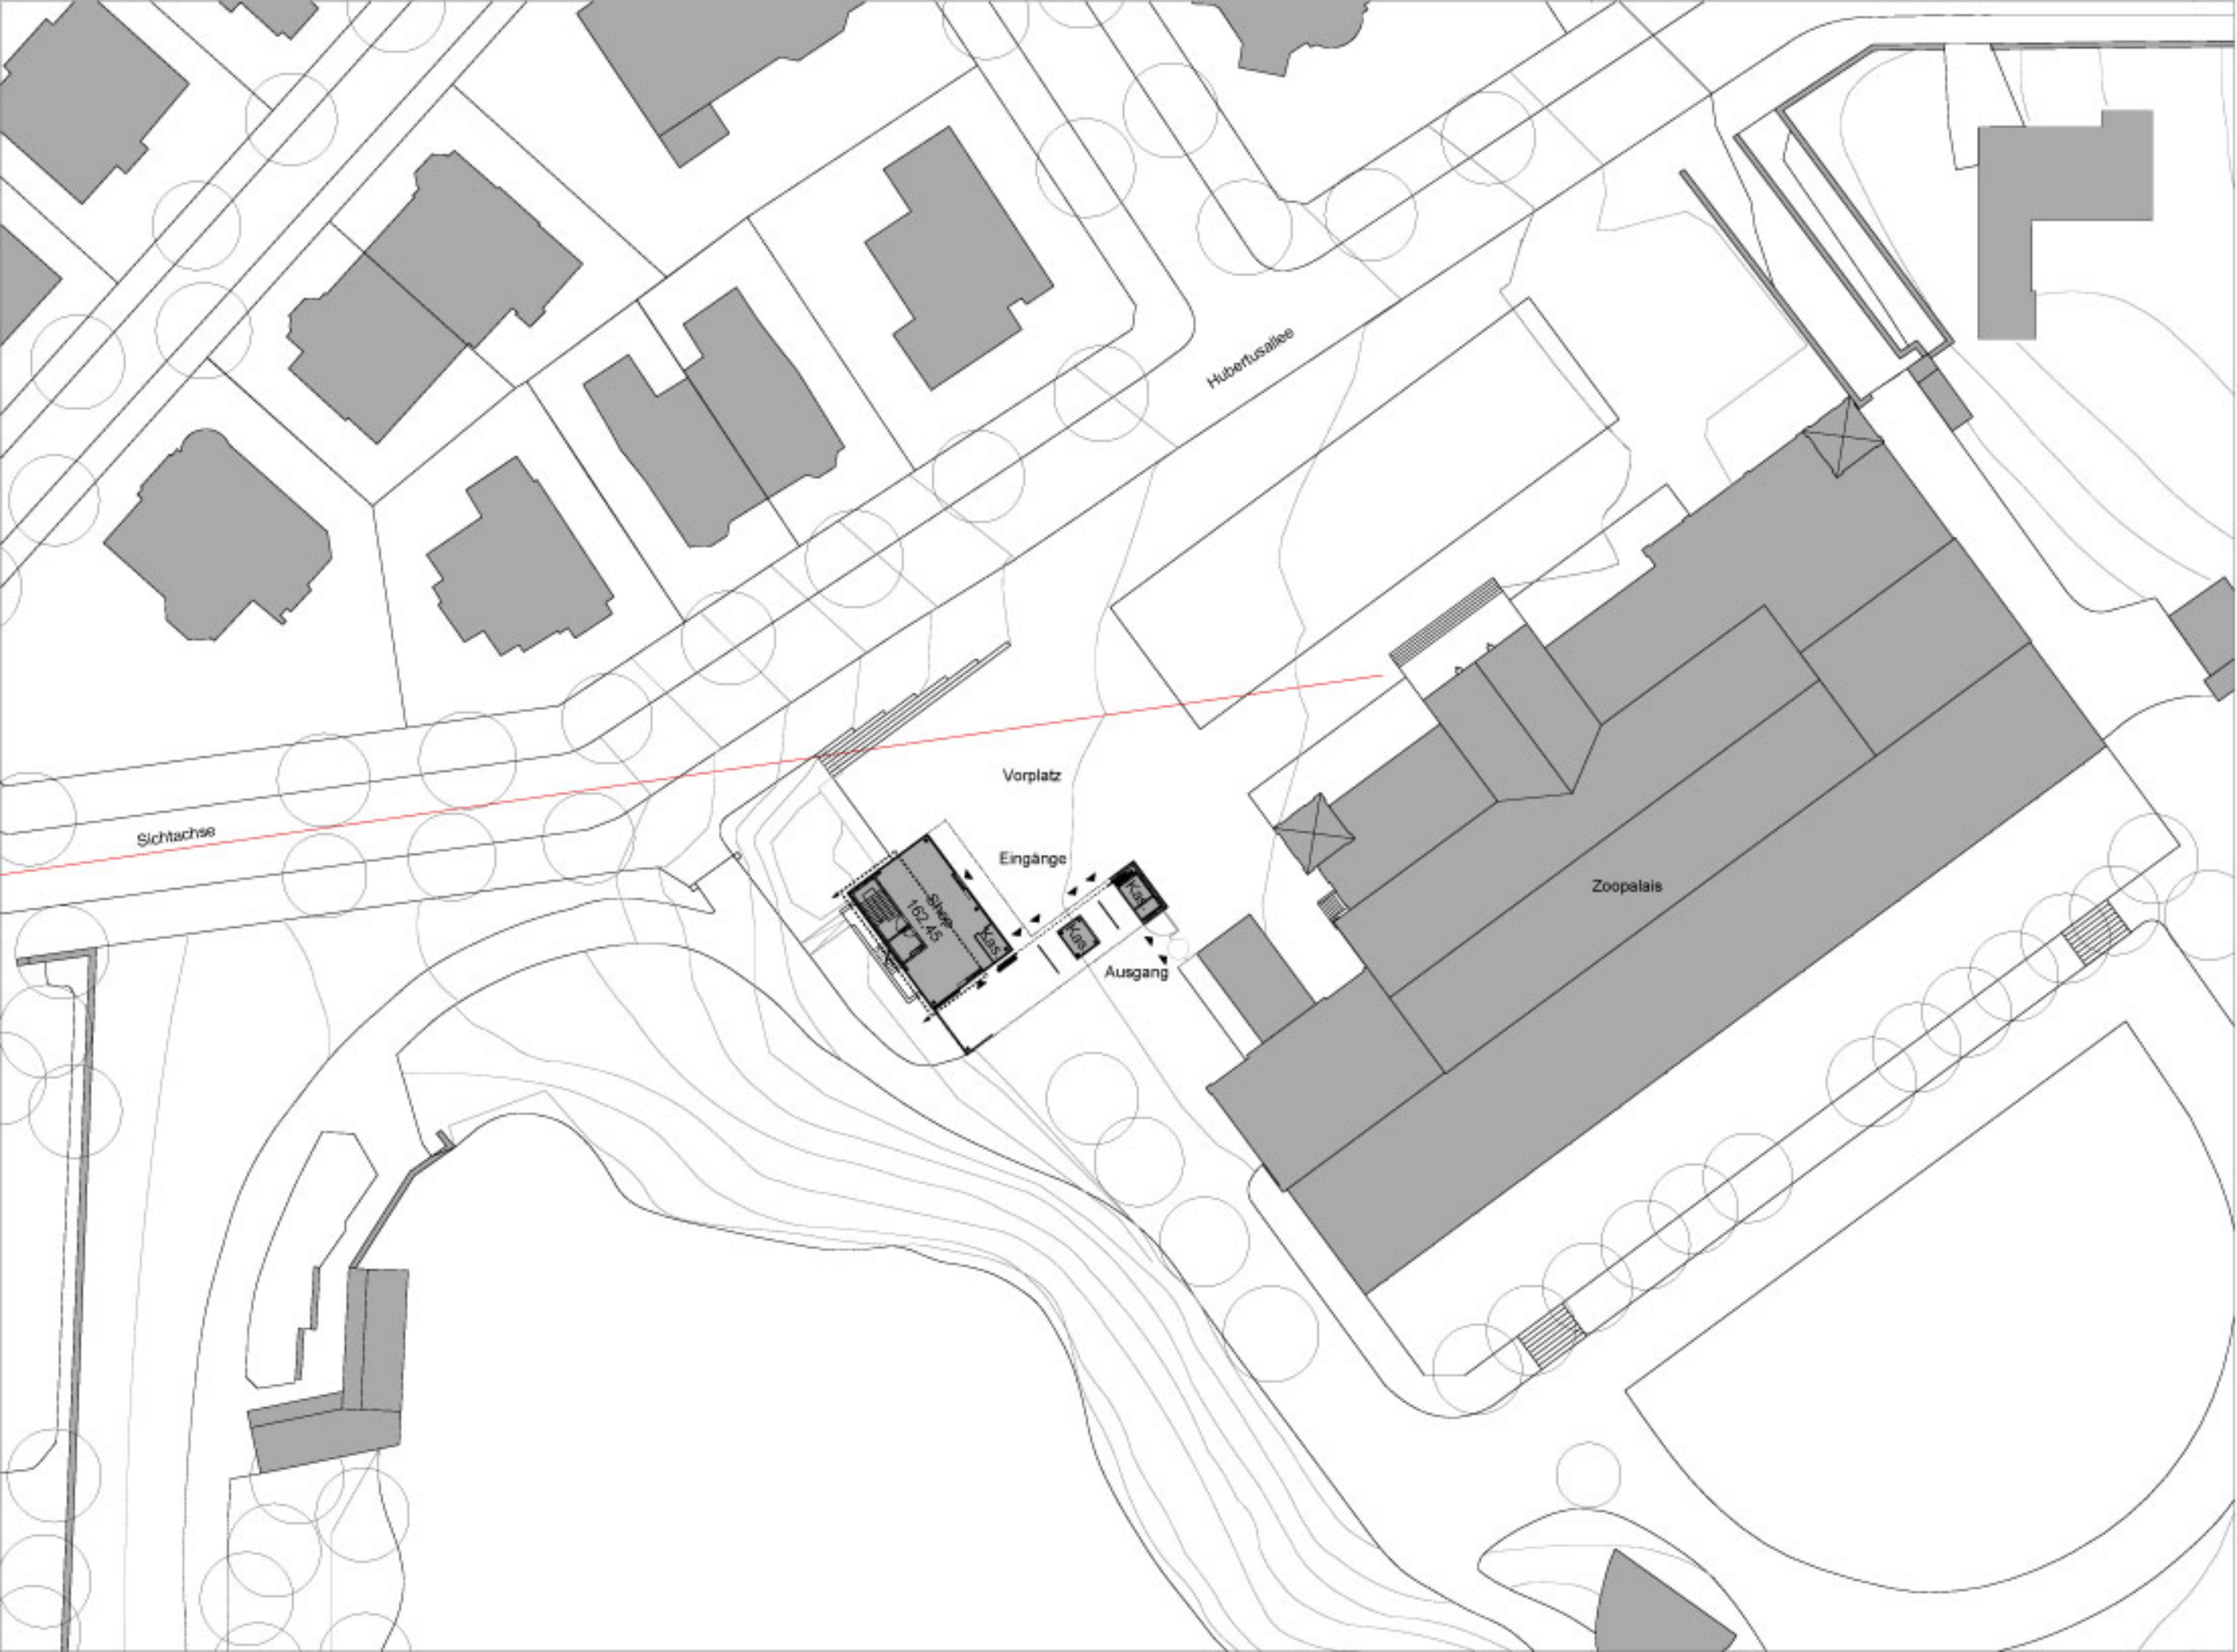 Hubertusallee
Sichtachse
Vorplatz
Eingänge
Shop
162,45
Kas
Kas
Kas
Ausgang
Zoopalais